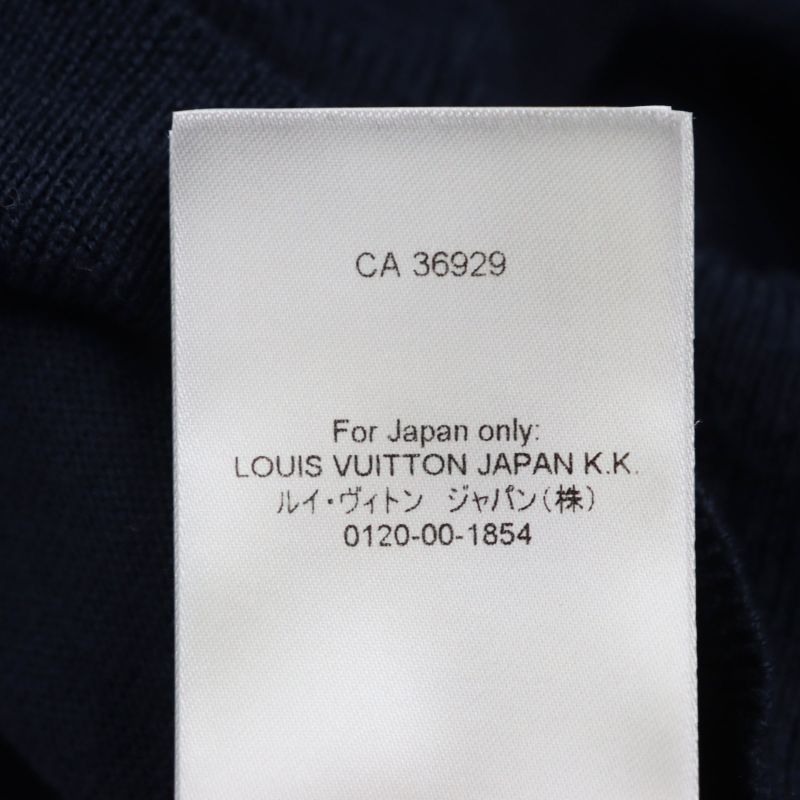 CA 36929
For Japan only:
LOUIS VUITTON JAPAN K.K.
ルイ・ヴィトン ジャパン(株)
0120-00-1854